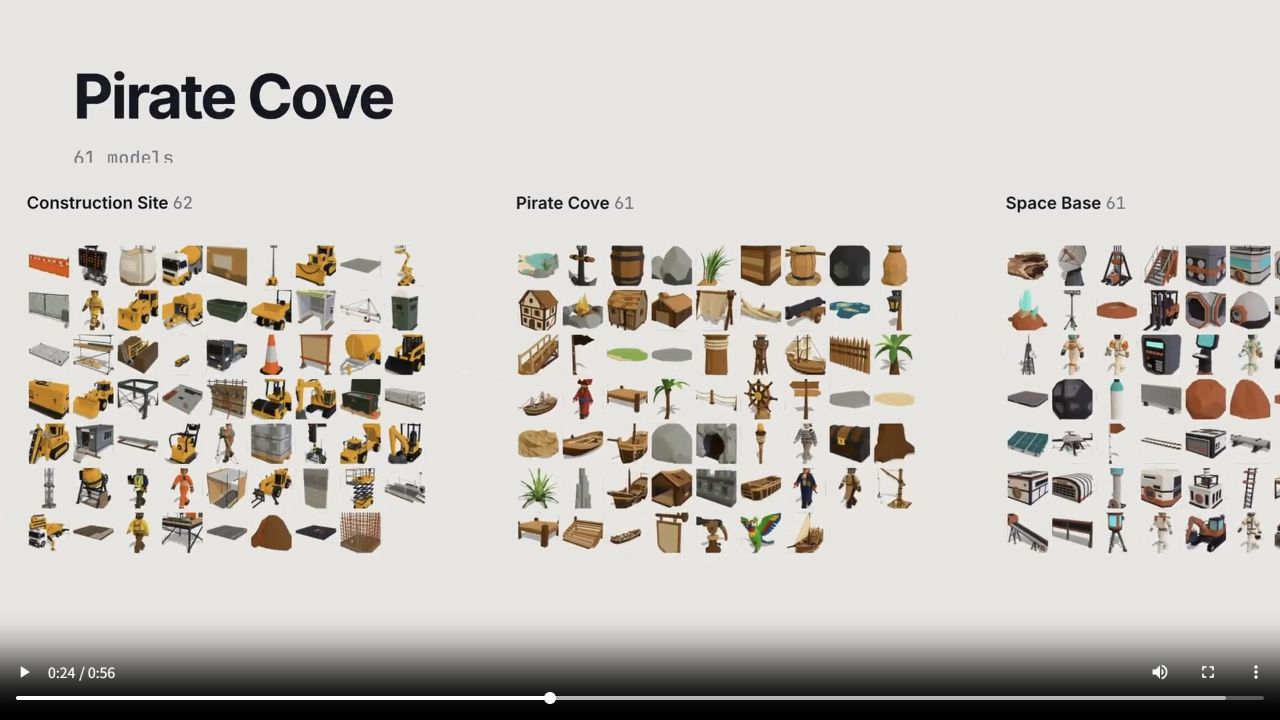 Pirate Cove
61 models
Construction Site 62
Pirate Cove 61
Space Base 61
0:24 / 0:56